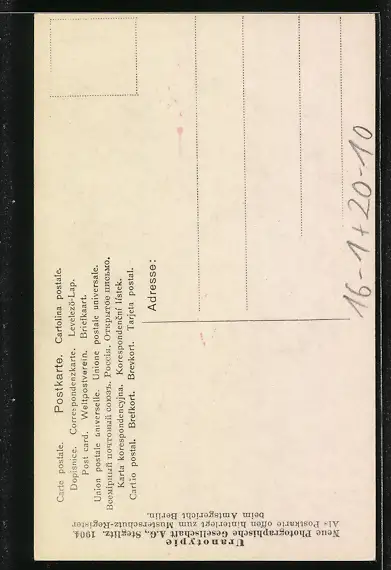 Carte postale. Postkarte. Cartolina postale.
Dopisnice. Correspondenzkarte. Levelező-Lap.
Post card. Weltpostverein. Briefkaart.
Union postale universelle. Unione postale universale.
Всемірный почтовый союзъ. Россія. Открытое письмо.
Karta korespondencyjna. Korespondenční lístek.
Cartio postal. Brefkort. Brevkort. Tarjeta postal.
Adresse:
16-1+20-10
Uranotypie
Neue Photographische Gesellschaft A.G., Steglitz. 1904.
Als Postkarte offen hinterlegt zum Musterschutz-Register
beim Amtsgericht Berlin.